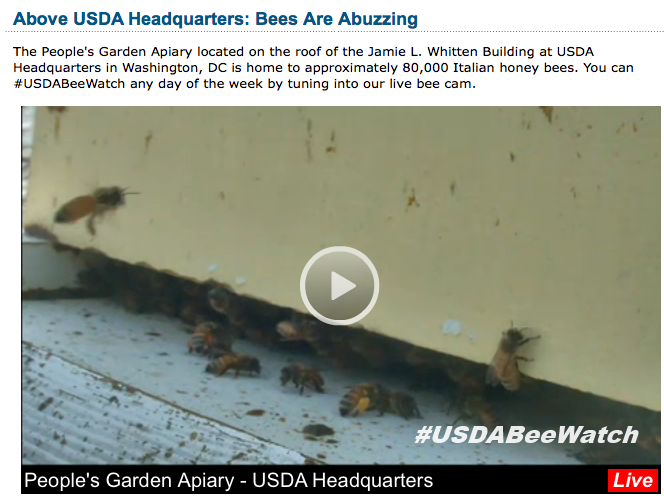 Above USDA Headquarters: Bees Are Abuzzing
The People's Garden Apiary located on the roof of the Jamie L. Whitten Building at USDA
Headquarters in Washington, DC is home to approximately 80,000 Italian honey bees. You can
#USDABeeWatch any day of the week by tuning into our live bee cam.
#USDABeeWatch
People's Garden Apiary - USDA Headquarters
Live